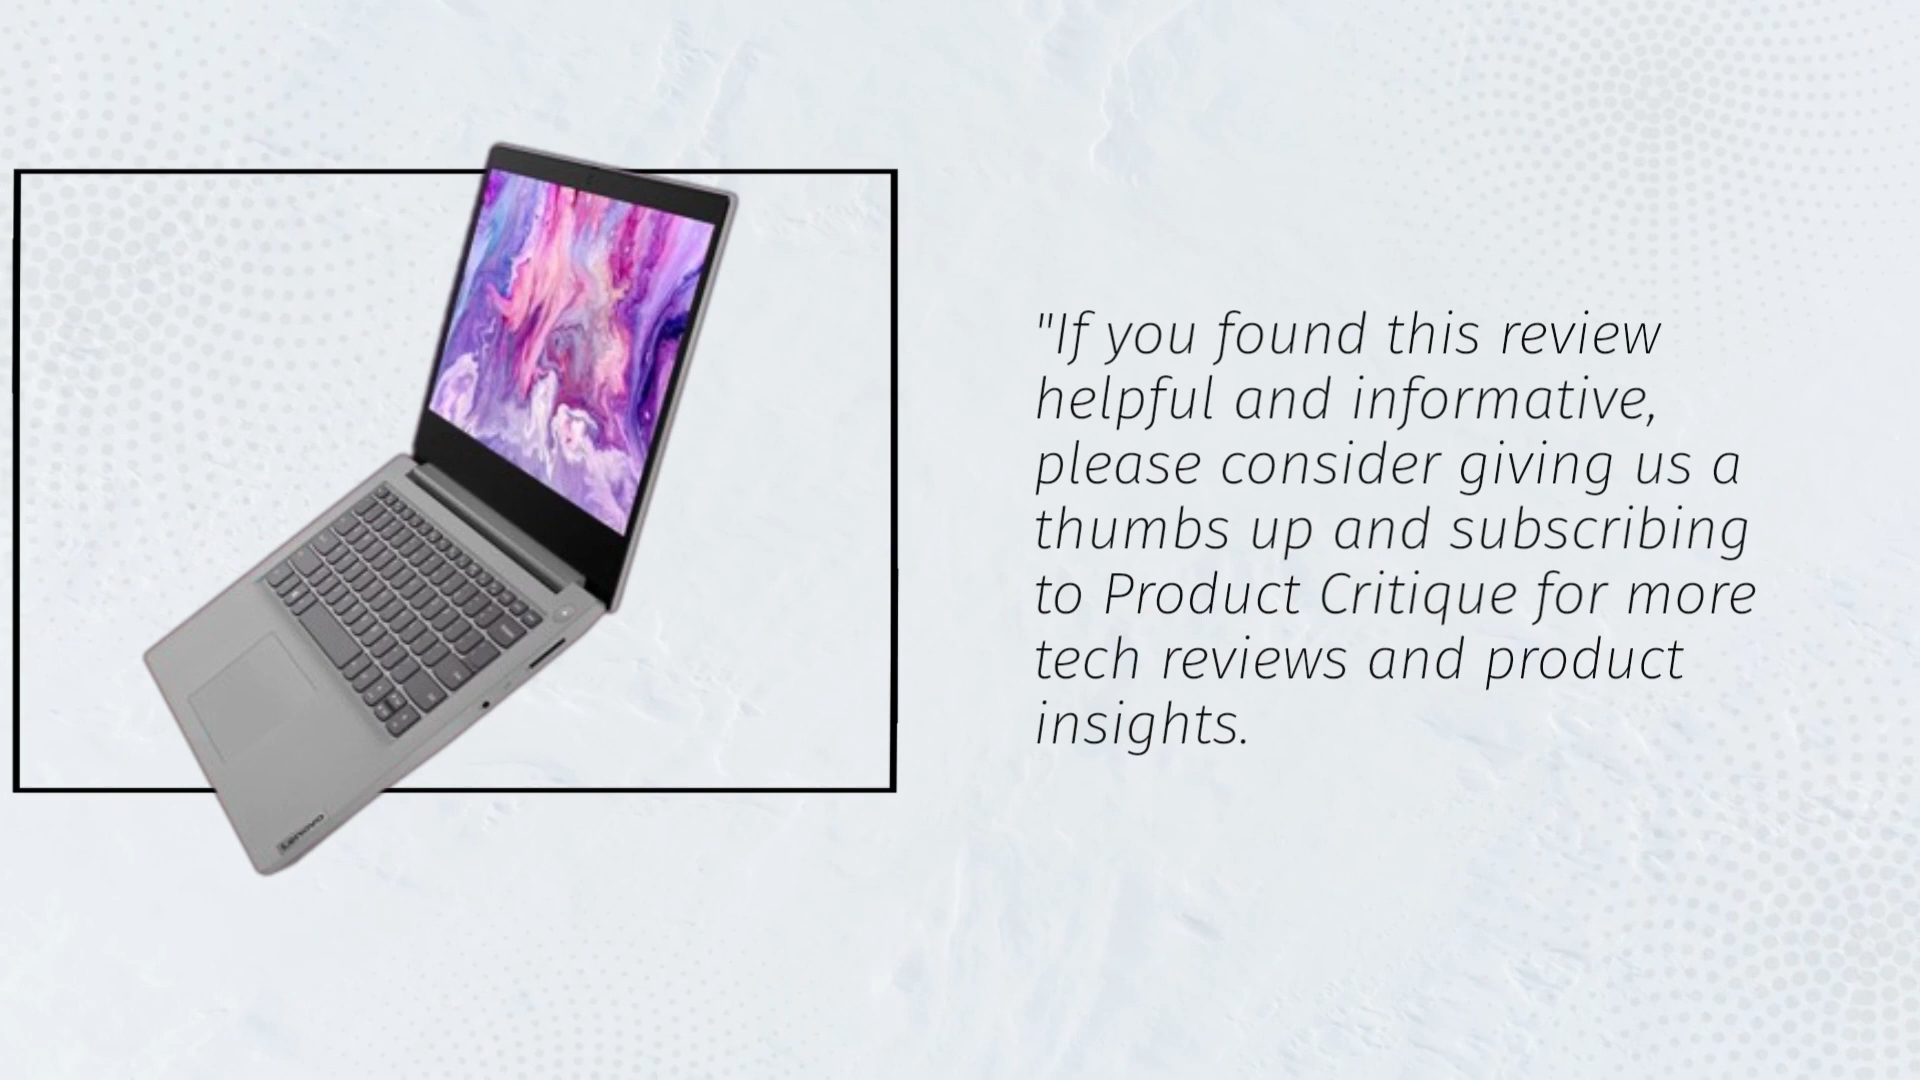 "If you found this review
helpful and informative,
please consider giving us a
thumbs up and subscribing
to Product Critique for more
tech reviews and product
insights.
Lenovo